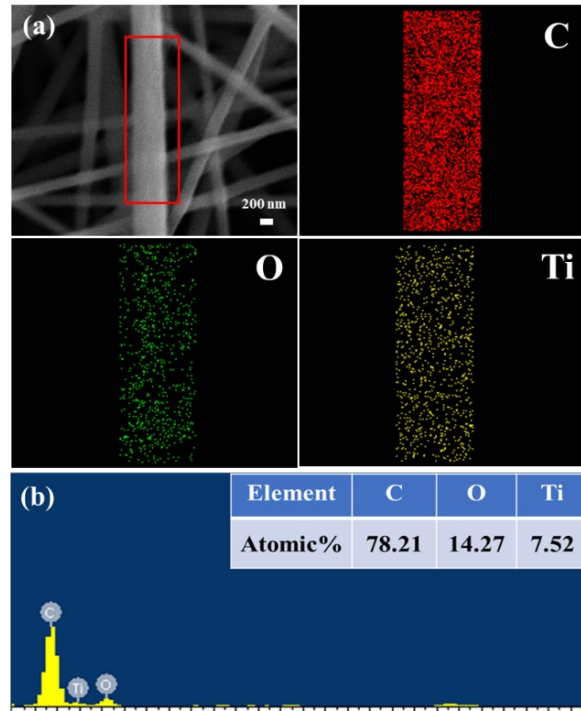 (a)
C
200 nm
O
Ti
(b)
Element C O Ti
Atomic% 78.21 14.27 7.52
C
Ti
O